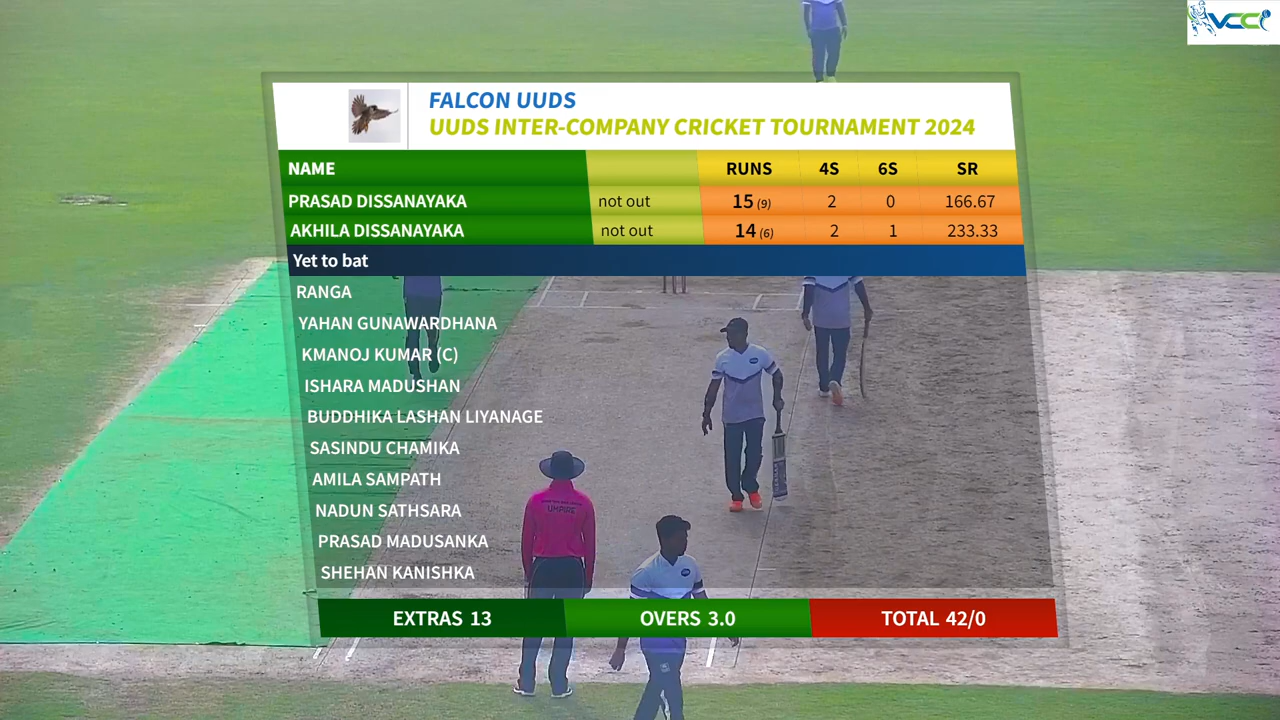 VCC
FALCON UUDS
UUDS INTER-COMPANY CRICKET TOURNAMENT 2024
NAME RUNS 4S 6S SR
PRASAD DISSANAYAKA not out 15 (9) 2 0 166.67
AKHILA DISSANAYAKA not out 14 (6) 2 1 233.33
Yet to bat
RANGA
YAHAN GUNAWARDHANA
KMANOJ KUMAR (C)
ISHARA MADUSHAN
BUDDHIKA LASHAN LIYANAGE
SASINDU CHAMIKA
AMILA SAMPATH
NADUN SATHSARA
PRASAD MADUSANKA
SHEHAN KANISHKA
UMPIRE
EXTRAS 13 OVERS 3.0 TOTAL 42/0